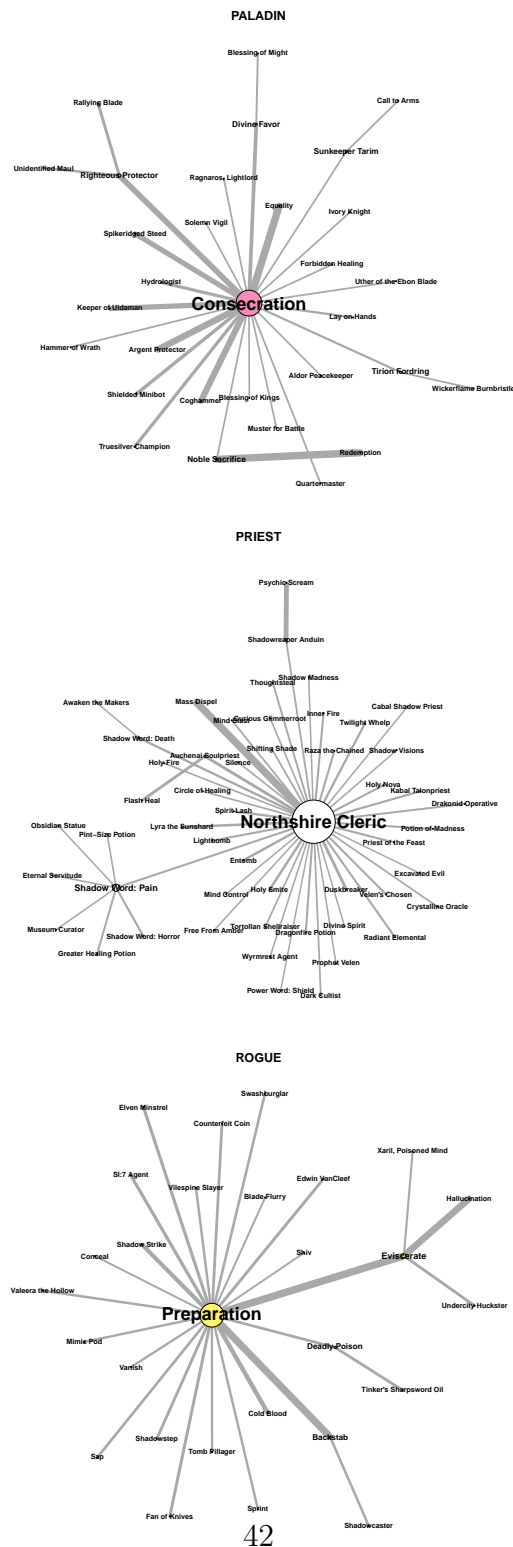 PALADIN
Blessing of Might
Rallying Blade
Call to Arms
Divine Favor
Sunkeeper Tarim
Unidentified Maul
Righteous Protector
Ragnaros Lightlord
Equality
Ivory Knight
Solemn Vigil
Spikeridged Steed
Forbidden Healing
Hydrologist
Uther of the Ebon Blade
Consecration
Keeper of Uldaman
Lay on Hands
Hammer of Wrath
Argent Protector
Tirion Fordring
Aldor Peacekeeper
Wickerflame Burnbristle
Shielded Minibot
Coghammer
Blessing of Kings
Muster for Battle
Truesilver Champion
Redemption
Noble Sacrifice
Quartermaster
PRIEST
Psychic Scream
Shadowreaper Anduin
Shadow Madness
Thoughtsteal
Mass Dispel
Awaken the Makers
Cabal Shadow Priest
Inner Fire
Mind Blast
Curious Glimmerroot
Twilight Whelp
Shadow Word: Death
Shifting Shade
Raza the Chained
Shadow Visions
Auchenai Soulpriest
Holy Fire
Silence
Holy Nova
Circle of Healing
Kabal Talonpriest
Flash Heal
Drakonid Operative
Spirit Lash
Northshire Cleric
Obsidian Statue
Lyra the Sunshard
Potion of Madness
Pint−Size Potion
Lightbomb
Priest of the Feast
Entomb
Excavated Evil
Eternal Servitude
Shadow Word: Pain
Holy Smite
Duskbreaker
Mind Control
Velen's Chosen
Crystalline Oracle
Museum Curator
Tortollan Shellraiser
Divine Spirit
Free From Amber
Dragonfire Potion
Shadow Word: Horror
Radiant Elemental
Greater Healing Potion
Wyrmrest Agent
Prophet Velen
Power Word: Shield
Dark Cultist
ROGUE
Swashburglar
Elven Minstrel
Counterfeit Coin
Xaril, Poisoned Mind
SI:7 Agent
Edwin VanCleef
Vilespine Slayer
Blade Flurry
Hallucination
Shadow Strike
Shiv
Conceal
Eviscerate
Valeera the Hollow
Undercity Huckster
Preparation
Mimic Pod
Deadly Poison
Vanish
Tinker's Sharpsword Oil
Cold Blood
Shadowstep
Backstab
Tomb Pillager
Sap
Sprint
Fan of Knives
Shadowcaster
42